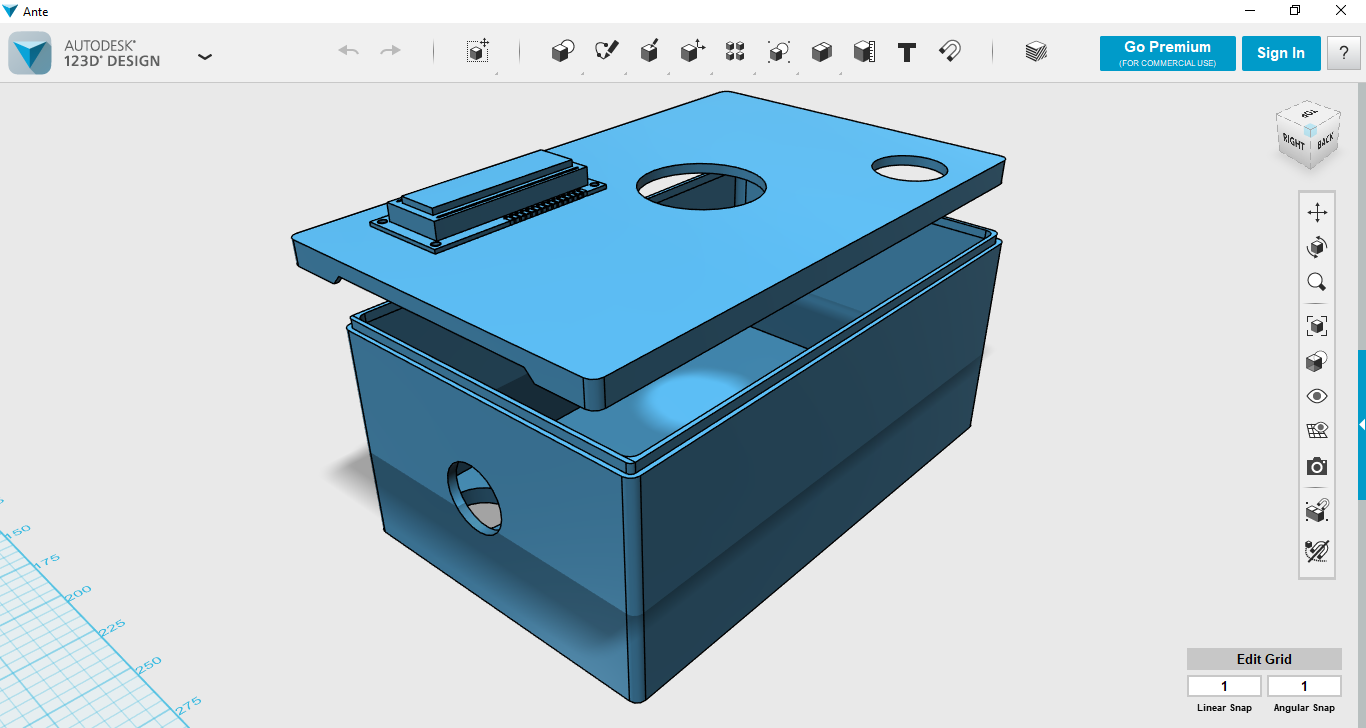 Ante
AUTODESK®
123D® DESIGN
Go Premium
(FOR COMMERCIAL USE)
Sign In
?
TOP
RIGHT
BACK
150
175
200
225
250
275
Edit Grid
1
1
Linear Snap
Angular Snap